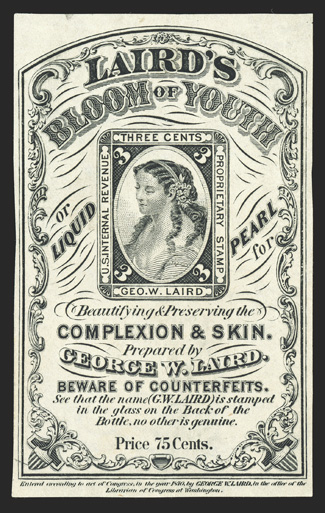 LAIRD'S
BLOOM OF YOUTH
THREE CENTS
3 3
U.S. INTERNAL REVENUE
PROPRIETARY STAMP
3 3
GEO. W. LAIRD
or LIQUID
PEARL for
Beautifying & Preserving the
COMPLEXION & SKIN.
Prepared by
GEORGE W. LAIRD.
BEWARE OF COUNTERFEITS.
See that the name (G.W. LAIRD) is stamped
in the glass on the Back of the
Bottle, no other is genuine.
Price 75 Cents.
Entered according to act of Congress, in the year 1870, by GEORGE W. LAIRD, in the office of the
Librarian of Congress at Washington.